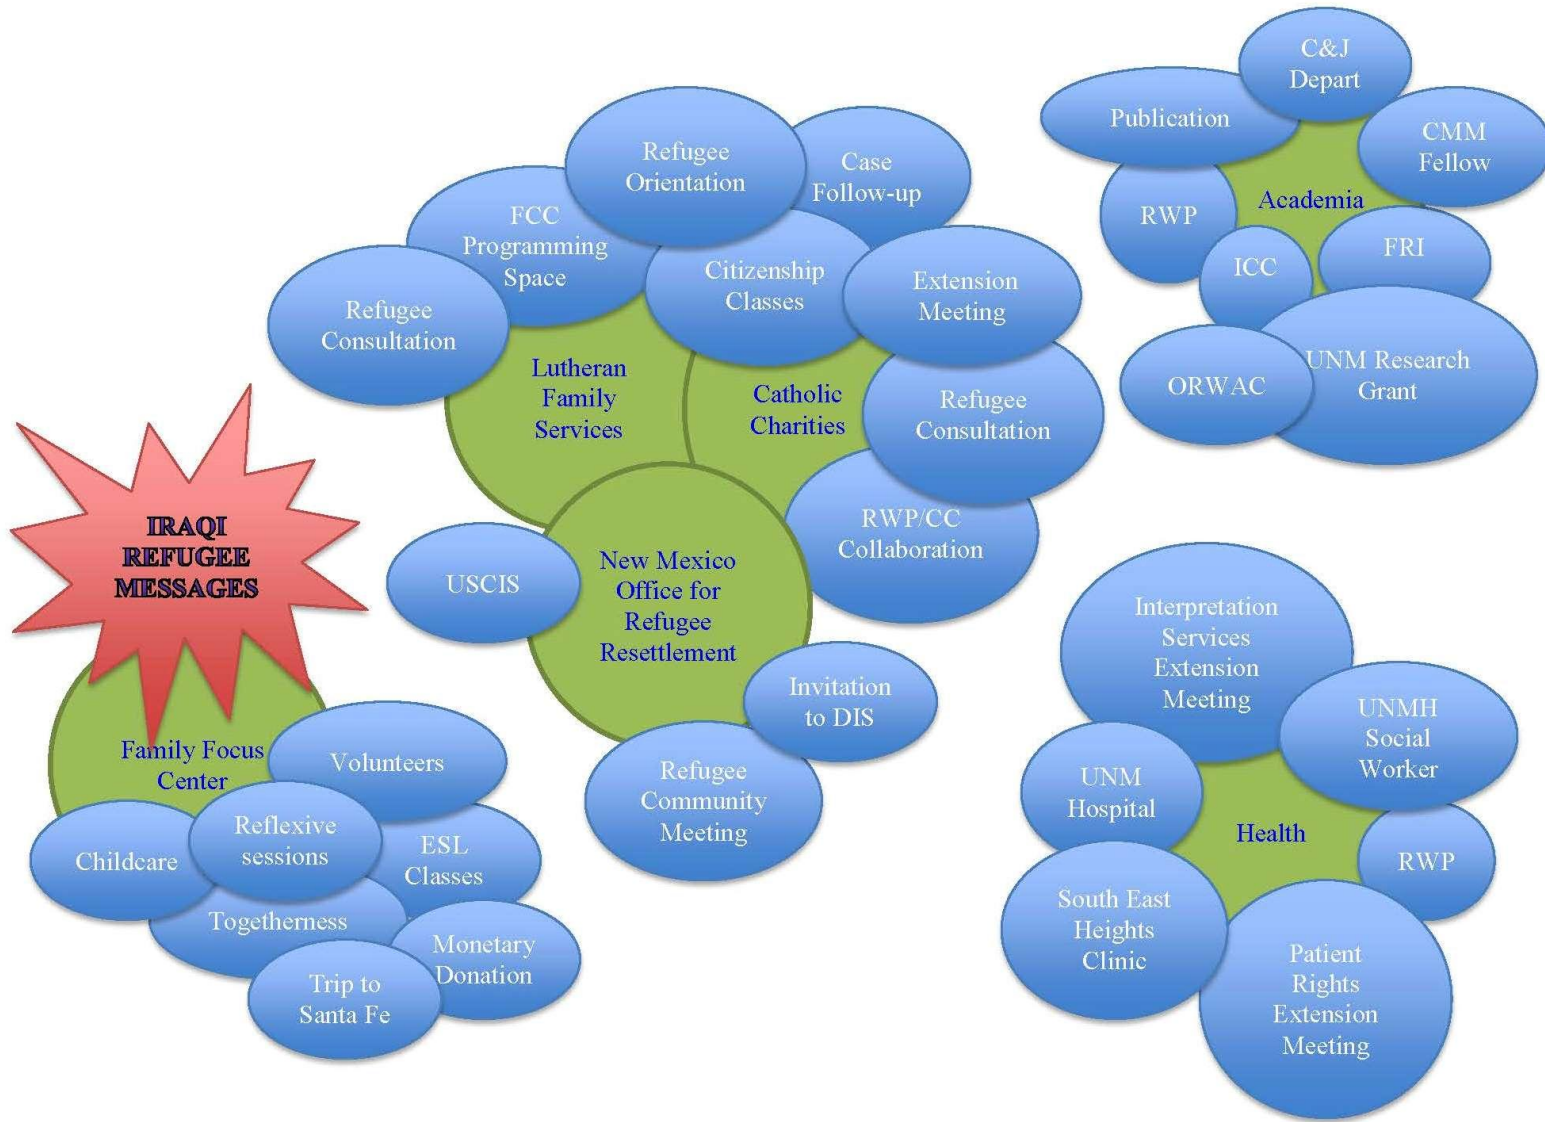 C&J
Depart
Publication
CMM
Fellow
RWP
Academia
ICC
FRI
ORWAC
UNM Research
Grant
Refugee
Orientation
Case
Follow-up
FCC
Programming
Space
Citizenship
Classes
Extension
Meeting
Refugee
Consultation
Lutheran
Family
Services
Catholic
Charities
Refugee
Consultation
RWP/CC
Collaboration
IRAQI
REFUGEE
MESSAGES
USCIS
New Mexico
Office for
Refugee
Resettlement
Invitation
to DIS
Refugee
Community
Meeting
Family Focus
Center
Volunteers
Childcare
Reflexive
sessions
ESL
Classes
Togetherness
Monetary
Donation
Trip to
Santa Fe
Interpretation
Services
Extension
Meeting
UNMH
Social
Worker
UNM
Hospital
Health
RWP
South East
Heights
Clinic
Patient
Rights
Extension
Meeting